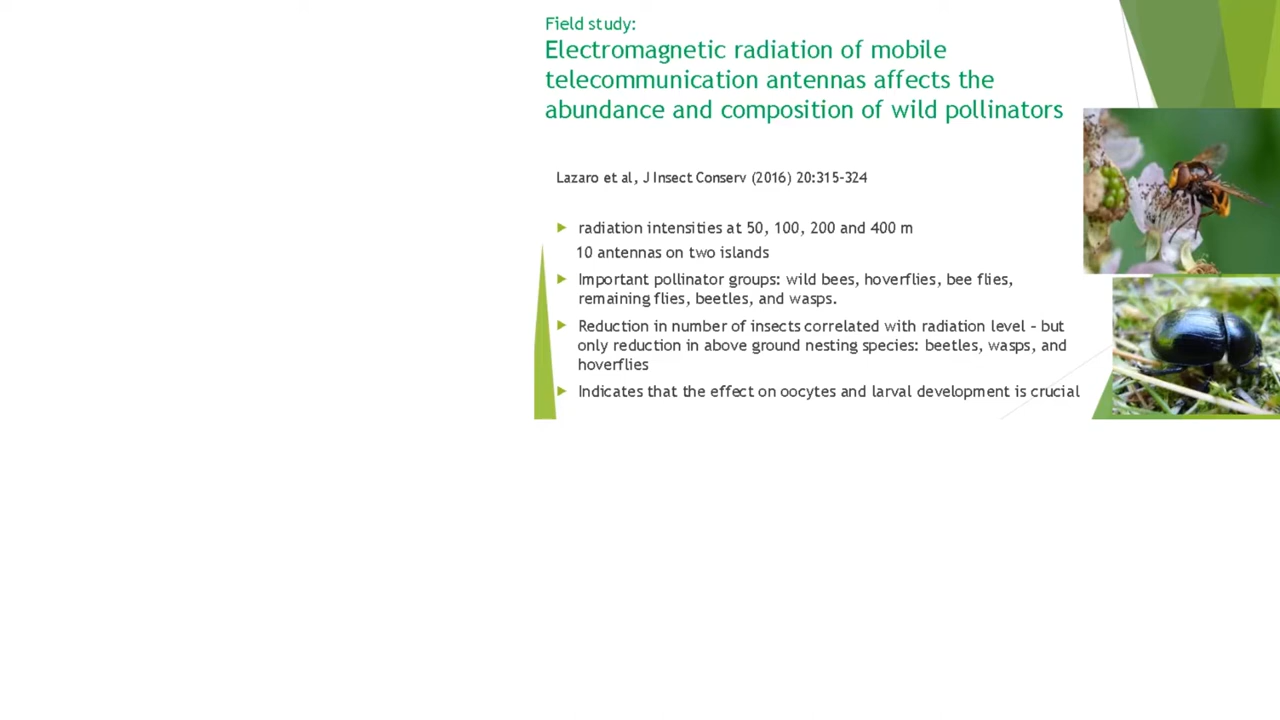 Field study:
Electromagnetic radiation of mobile
telecommunication antennas affects the
abundance and composition of wild pollinators
Lazaro et al, J Insect Conserv (2016) 20:315-324
radiation intensities at 50, 100, 200 and 400 m
10 antennas on two islands
Important pollinator groups: wild bees, hoverflies, bee flies,
remaining flies, beetles, and wasps.
Reduction in number of insects correlated with radiation level - but
only reduction in above ground nesting species: beetles, wasps, and
hoverflies
Indicates that the effect on oocytes and larval development is crucial